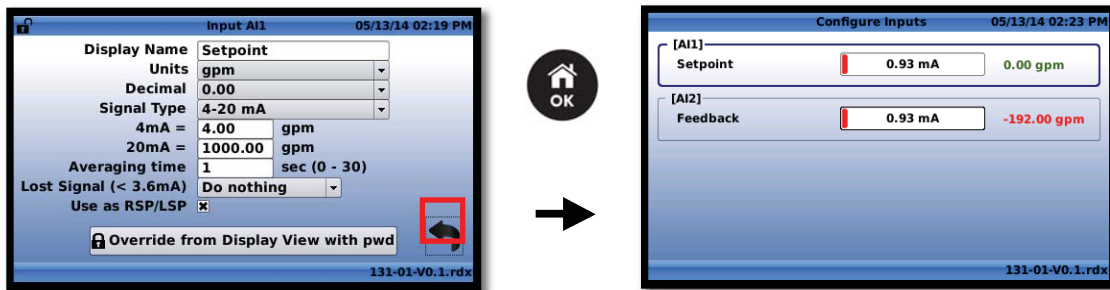 Input AI1 05/13/14 02:19 PM
Display Name Setpoint
Units gpm
Decimal 0.00
Signal Type 4-20 mA
4mA = 4.00 gpm
20mA = 1000.00 gpm
Averaging time 1 sec (0 - 30)
Lost Signal (< 3.6mA) Do nothing
Use as RSP/LSP
Override from Display View with pwd
131-01-V0.1.rdx
OK
Configure Inputs 05/13/14 02:23 PM
[AI1]
Setpoint 0.93 mA 0.00 gpm
[AI2]
Feedback 0.93 mA -192.00 gpm
131-01-V0.1.rdx